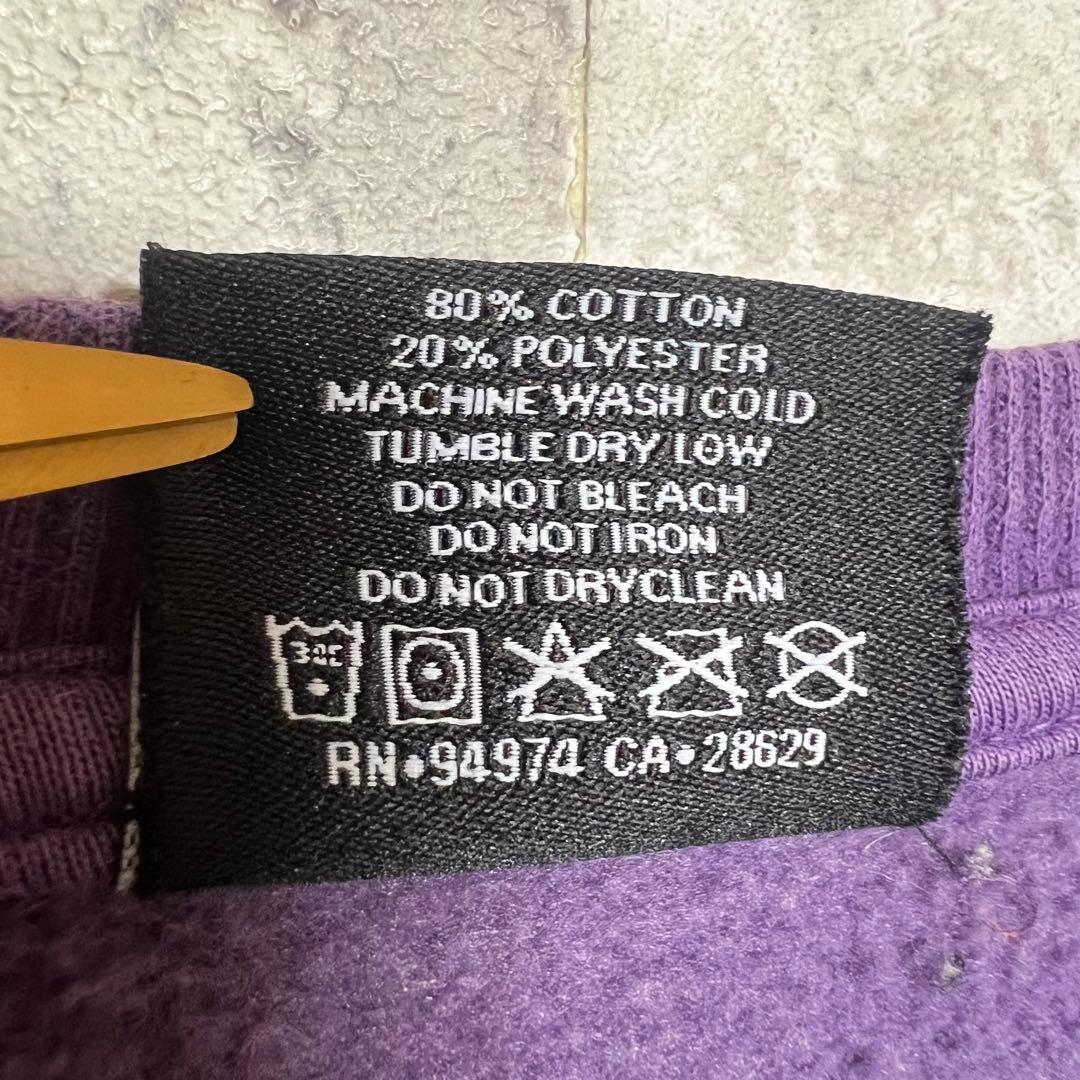 80% COTTON
20% POLYESTER
MACHINE WASH COLD
TUMBLE DRY LOW
DO NOT BLEACH
DO NOT IRON
DO NOT DRYCLEAN
RN•94974 CA•28629